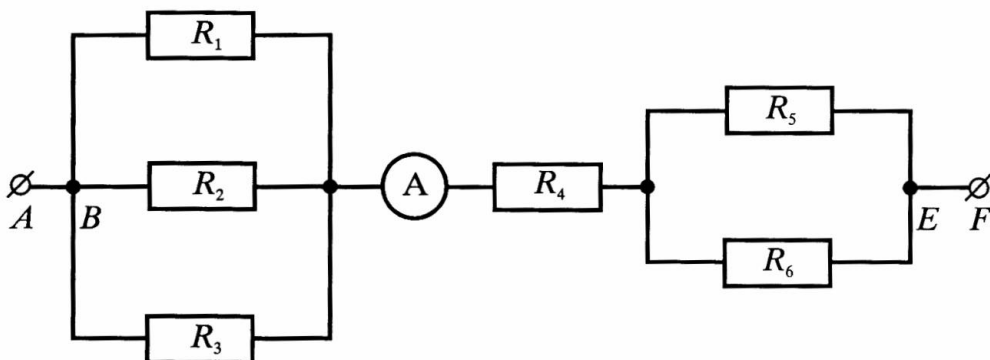 R₁
R₅
A B R₂ A R₄ E F
R₆
R₃